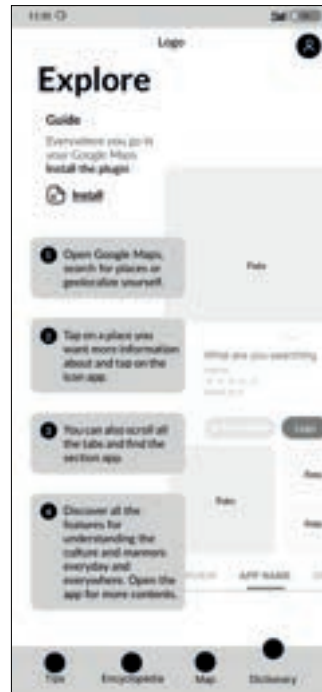 Logo
Explore
Guide
Everywhere you go in
your Google Maps
Install the plugin
Install
1 Open Google Maps,
search for places or
geolocalize yourself.
Foto
2 Tap on a place you
want more information
about and tap on the
icon app.
What are you searching
3 You can also scroll all
the tabs and find the
section app.
Foto
4 Discover all the
features for
understanding the
culture and manners
everyday and
everywhere. Open the
app for more contents.
APP NAME
Tips
Encyclopedia
Map
Dictionary